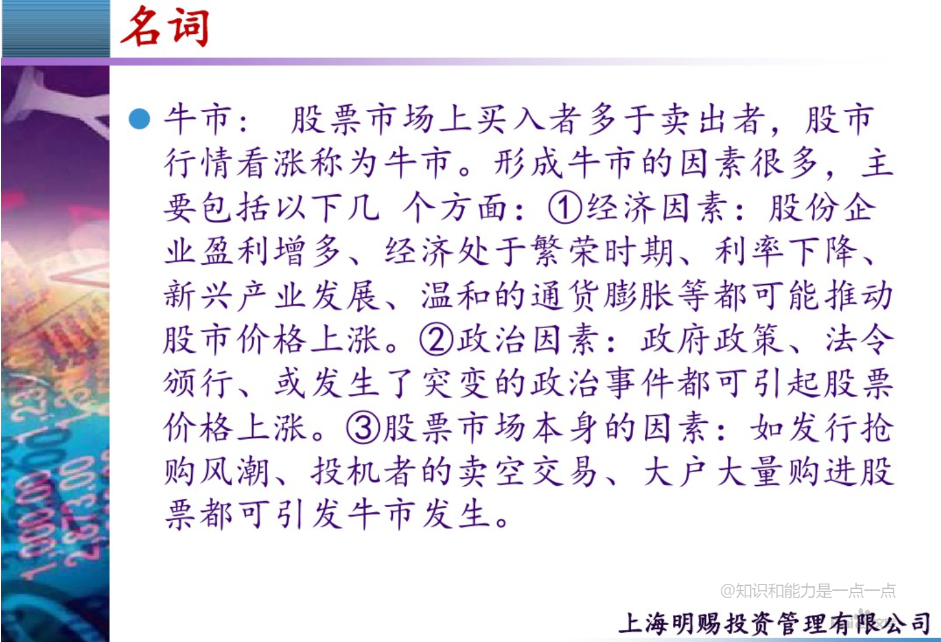 名词
牛市： 股票市场上买入者多于卖出者，股市
行情看涨称为牛市。形成牛市的因素很多，主
要包括以下几 个方面：①经济因素：股份企
业盈利增多、经济处于繁荣时期、利率下降、
新兴产业发展、温和的通货膨胀等都可能推动
股市价格上涨。②政治因素：政府政策、法令
颁行、或发生了突变的政治事件都可引起股票
价格上涨。③股票市场本身的因素：如发行抢
购风潮、投机者的卖空交易、大户大量购进股
票都可引发牛市发生。
1,000.00
2,873.00
@知识和能力是一点一点
上海明赐投资管理有限公司